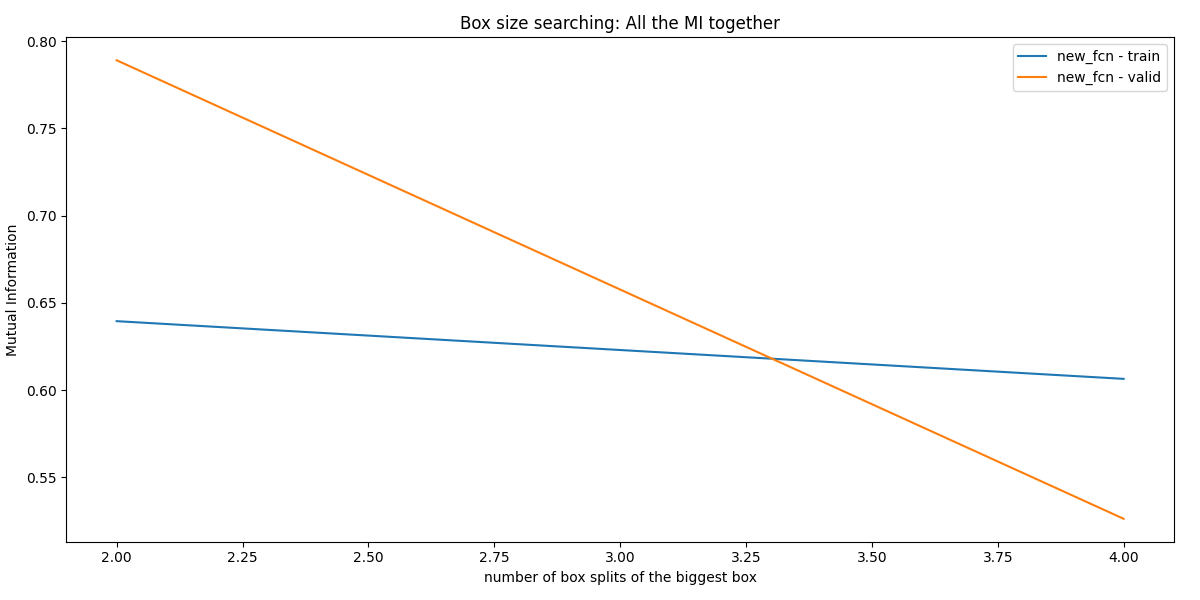 Box size searching: All the MI together
new_fcn - train
new_fcn - valid
Mutual Information
0.80
0.75
0.70
0.65
0.60
0.55
2.00 2.25 2.50 2.75 3.00 3.25 3.50 3.75 4.00
number of box splits of the biggest box